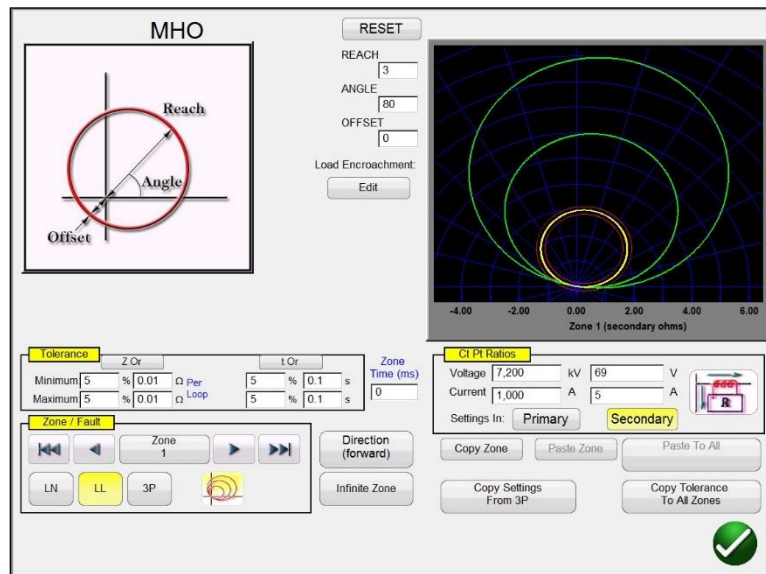 MHO
RESET
REACH
3
ANGLE
80
OFFSET
0
Load Encroachment:
Edit
Reach
Angle
Offset
-4.00 -2.00 0.00 2.00 4.00 6.00
Zone 1 (secondary ohms)
Tolerance
Z Or t Or
Minimum 5 % 0.01 Ω Per Loop 5 % 0.1 s
Maximum 5 % 0.01 Ω 5 % 0.1 s
Zone
Time (ms)
0
Ct Pt Ratios
Voltage 7,200 kV 69 V
Current 1,000 A 5 A
Settings In: Primary Secondary
R
Zone / Fault
Zone
1
Direction
(forward)
LN LL 3P
Infinite Zone
Copy Zone Paste Zone Paste To All
Copy Settings
From 3P
Copy Tolerance
To All Zones